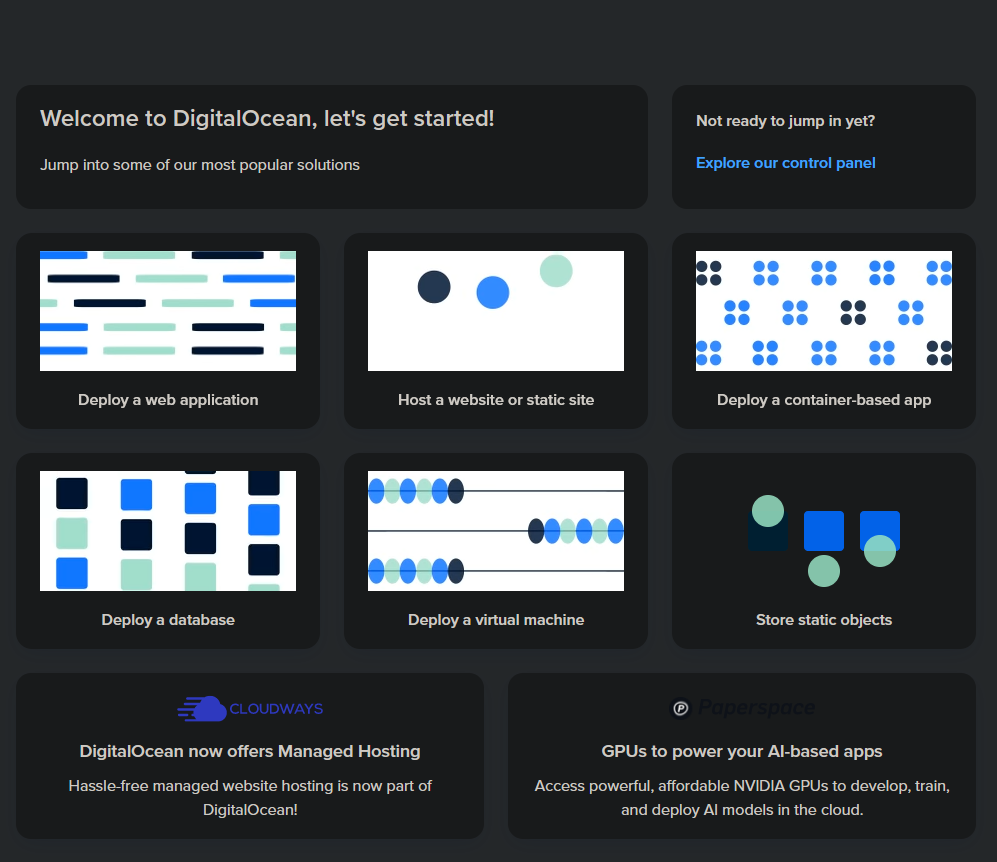 Welcome to DigitalOcean, let's get started!
Jump into some of our most popular solutions
Not ready to jump in yet?
Explore our control panel
Deploy a web application
Host a website or static site
Deploy a container-based app
Deploy a database
Deploy a virtual machine
Store static objects
CLOUDWAYS
DigitalOcean now offers Managed Hosting
Hassle-free managed website hosting is now part of
DigitalOcean!
P Paperspace
GPUs to power your AI-based apps
Access powerful, affordable NVIDIA GPUs to develop, train,
and deploy AI models in the cloud.